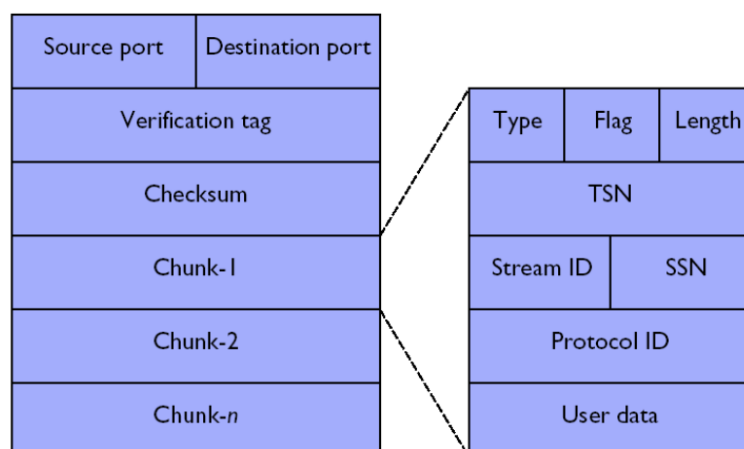 Source port
Destination port
Verification tag
Checksum
Chunk-1
Chunk-2
Chunk-n
Type
Flag
Length
TSN
Stream ID
SSN
Protocol ID
User data